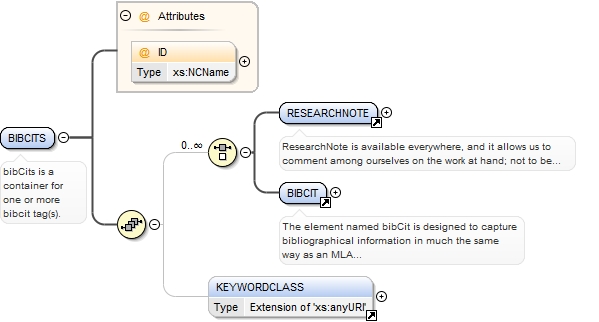 Attributes
@ ID
Type xs:NCName
BIBCITS
bibCits is a
container for
one or more
bibcit tag(s).
0..∞
RESEARCHNOTE
ResearchNote is available everywhere, and it allows us to
comment among ourselves on the work at hand; not to be...
BIBCIT
The element named bibCit is designed to capture
bibliographical information in much the same
way as an MLA...
KEYWORDCLASS
Type Extension of 'xs:anyURI'